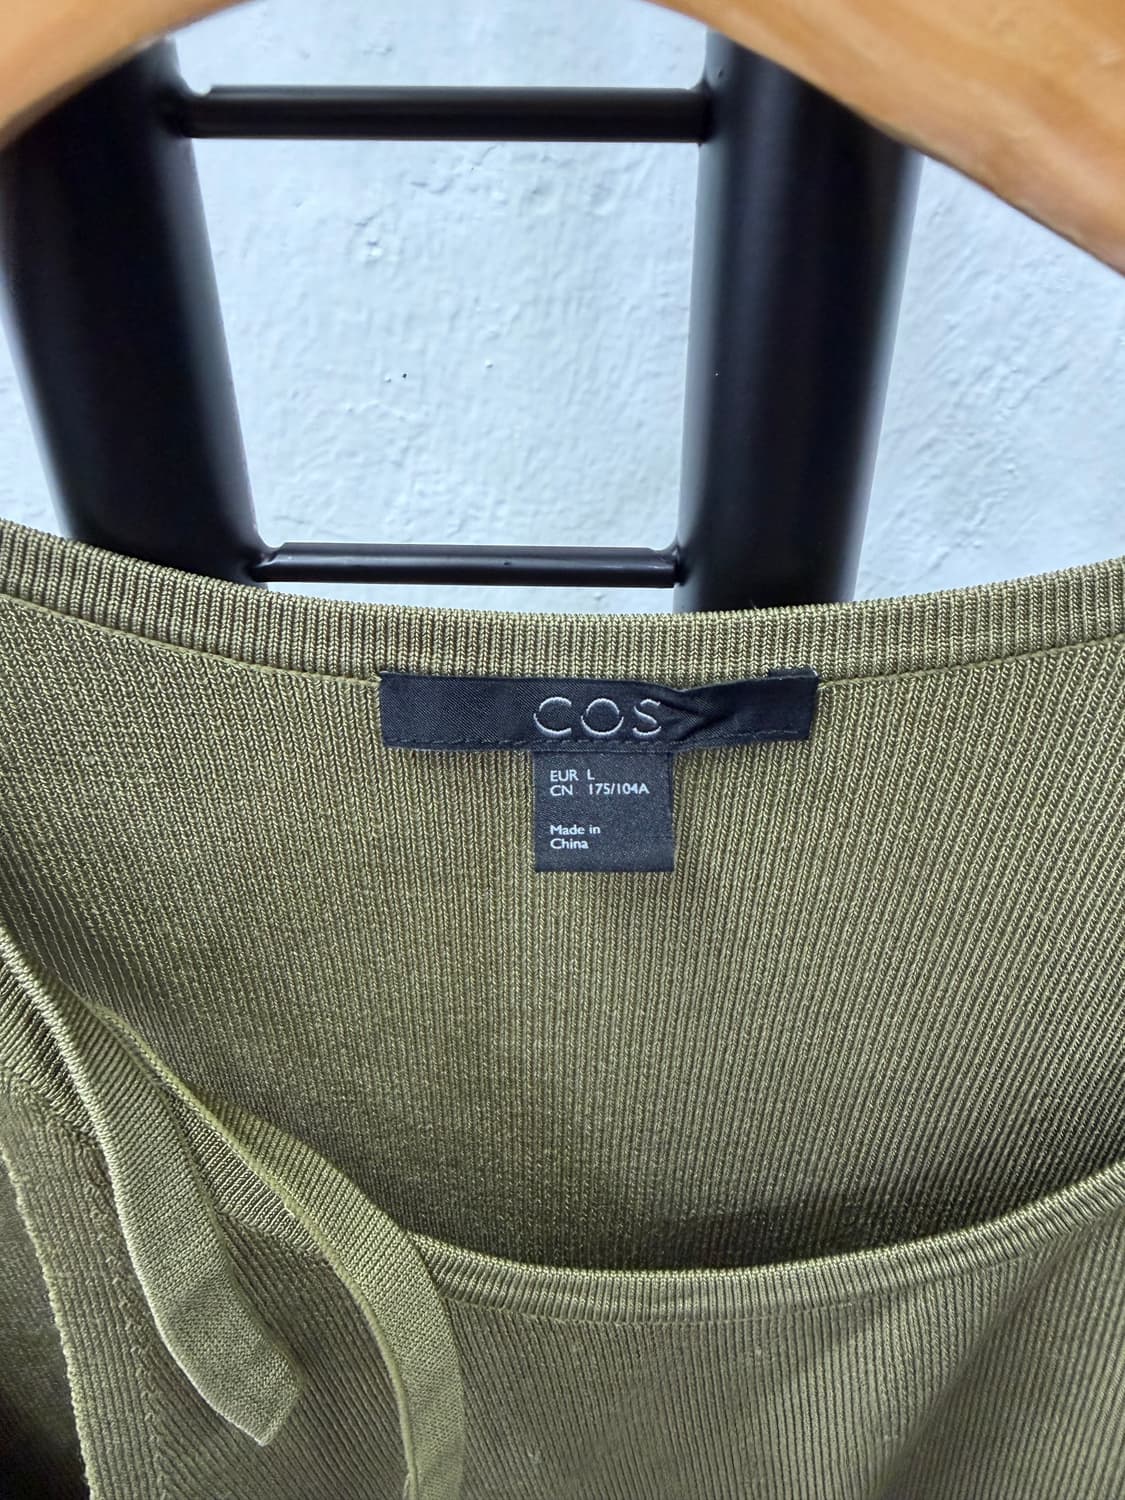 COS
EUR L
CN 175/104A
Made in
China